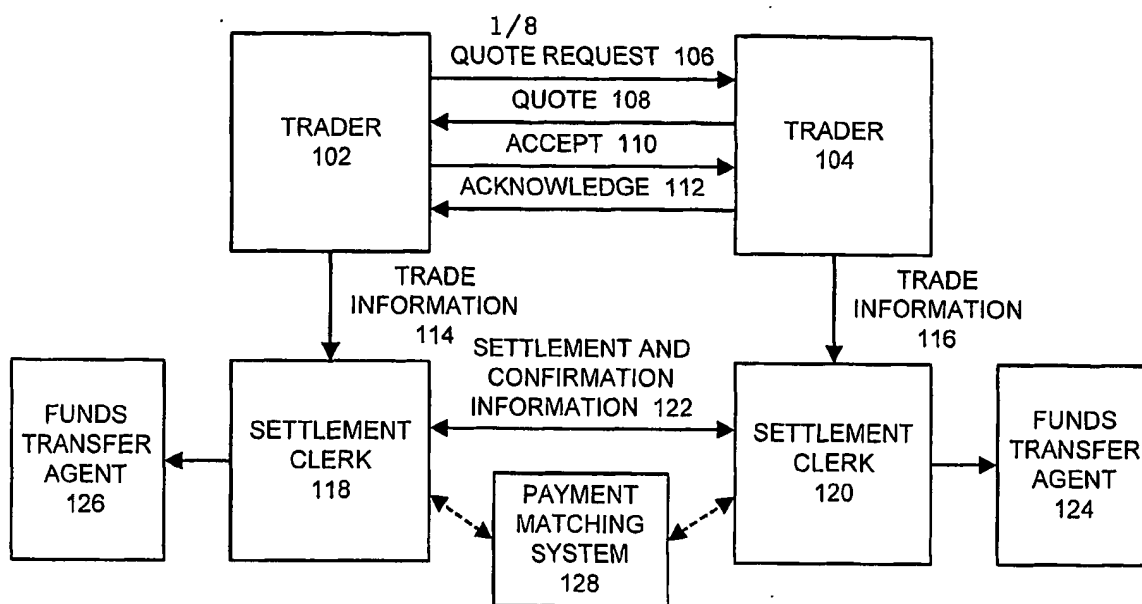 1/8
QUOTE REQUEST 106
QUOTE 108
ACCEPT 110
ACKNOWLEDGE 112
TRADER
102
TRADER
104
TRADE
INFORMATION
114
TRADE
INFORMATION
116
SETTLEMENT AND
CONFIRMATION
INFORMATION 122
FUNDS
TRANSFER
AGENT
126
SETTLEMENT
CLERK
118
PAYMENT
MATCHING
SYSTEM
128
SETTLEMENT
CLERK
120
FUNDS
TRANSFER
AGENT
124